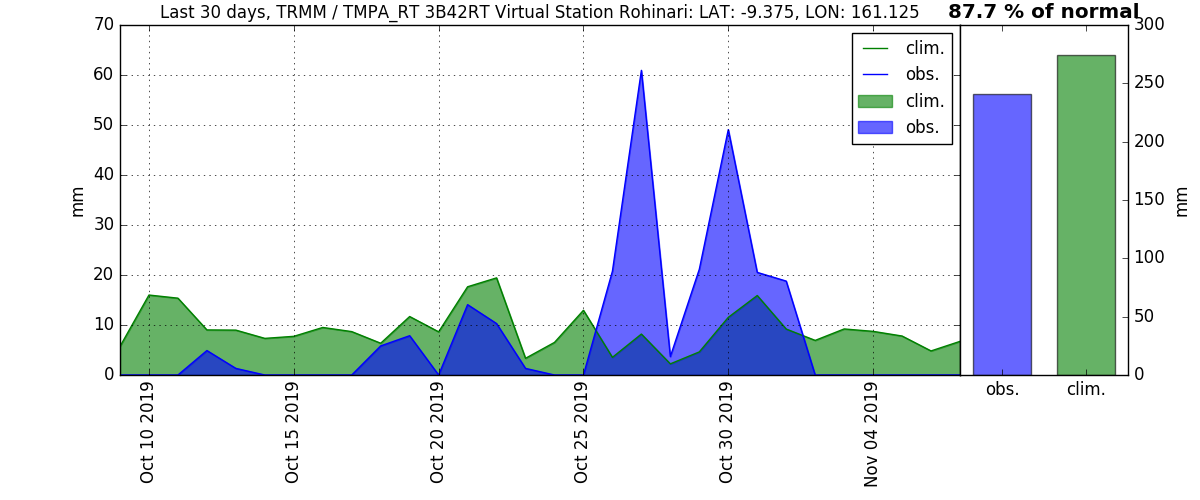 Last 30 days, TRMM / TMPA_RT 3B42RT Virtual Station Rohinari: LAT: -9.375, LON: 161.125
87.7 % of normal
70
60
50
40
30
20
10
0
mm
clim.
obs.
clim.
obs.
Oct 10 2019
Oct 15 2019
Oct 20 2019
Oct 25 2019
Oct 30 2019
Nov 04 2019
300
250
200
150
100
50
0
mm
obs.
clim.